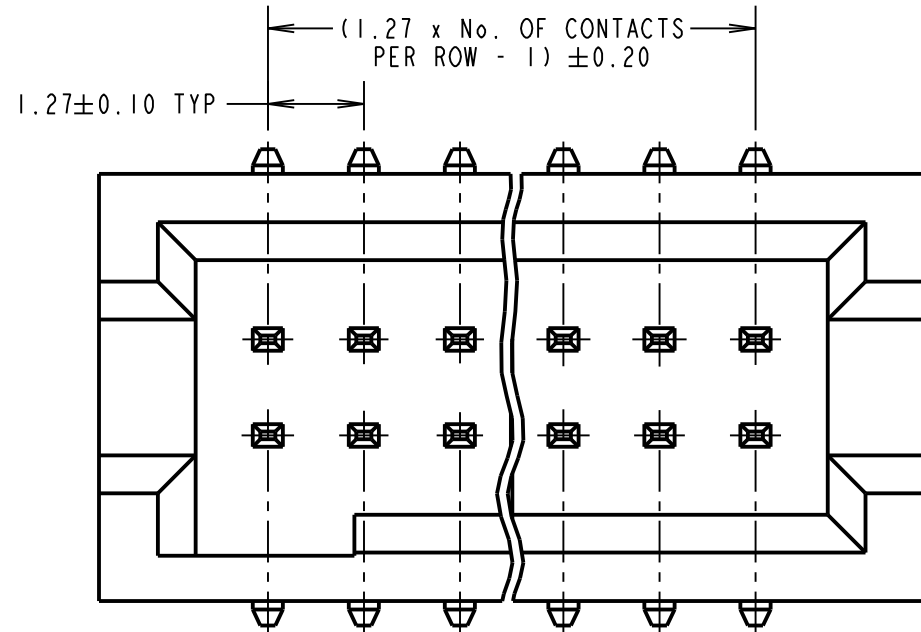 (1.27 x No. OF CONTACTS
PER ROW - 1) ±0.20
1.27±0.10 TYP